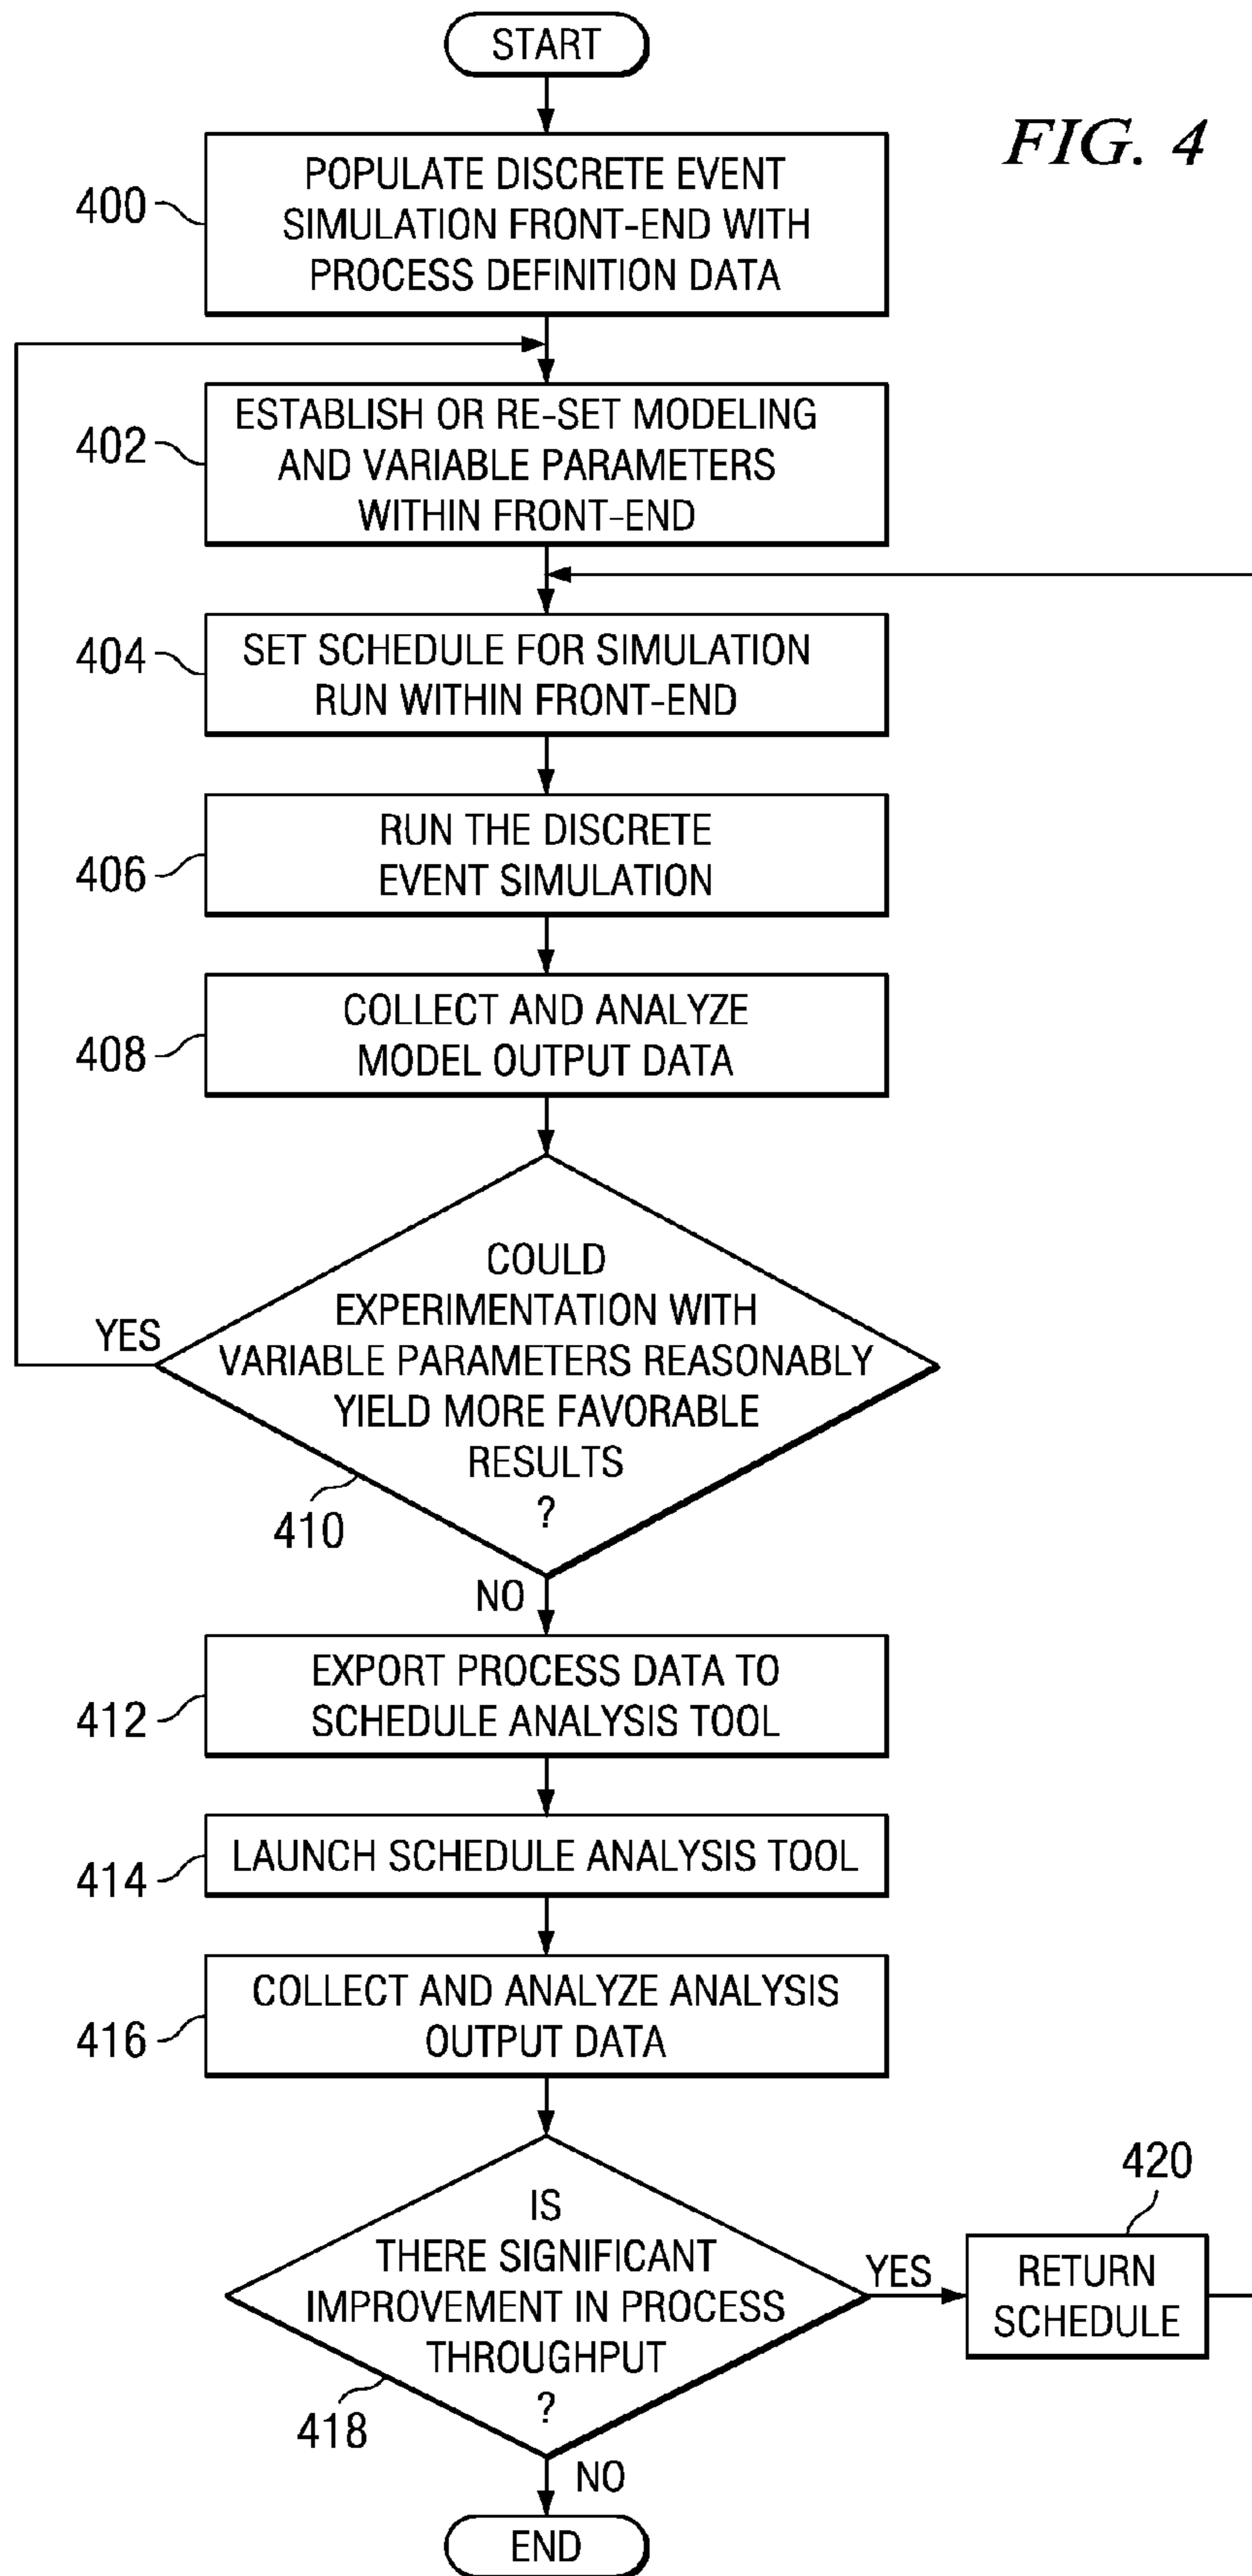 START
FIG. 4
400
POPULATE DISCRETE EVENT
SIMULATION FRONT-END WITH
PROCESS DEFINITION DATA
402
ESTABLISH OR RE-SET MODELING
AND VARIABLE PARAMETERS
WITHIN FRONT-END
404
SET SCHEDULE FOR SIMULATION
RUN WITHIN FRONT-END
406
RUN THE DISCRETE
EVENT SIMULATION
408
COLLECT AND ANALYZE
MODEL OUTPUT DATA
COULD
EXPERIMENTATION WITH
VARIABLE PARAMETERS REASONABLY
YIELD MORE FAVORABLE
RESULTS
?
YES
410
NO
412
EXPORT PROCESS DATA TO
SCHEDULE ANALYSIS TOOL
414
LAUNCH SCHEDULE ANALYSIS TOOL
416
COLLECT AND ANALYZE ANALYSIS
OUTPUT DATA
IS
THERE SIGNIFICANT
IMPROVEMENT IN PROCESS
THROUGHPUT
?
418
YES
420
RETURN
SCHEDULE
NO
END